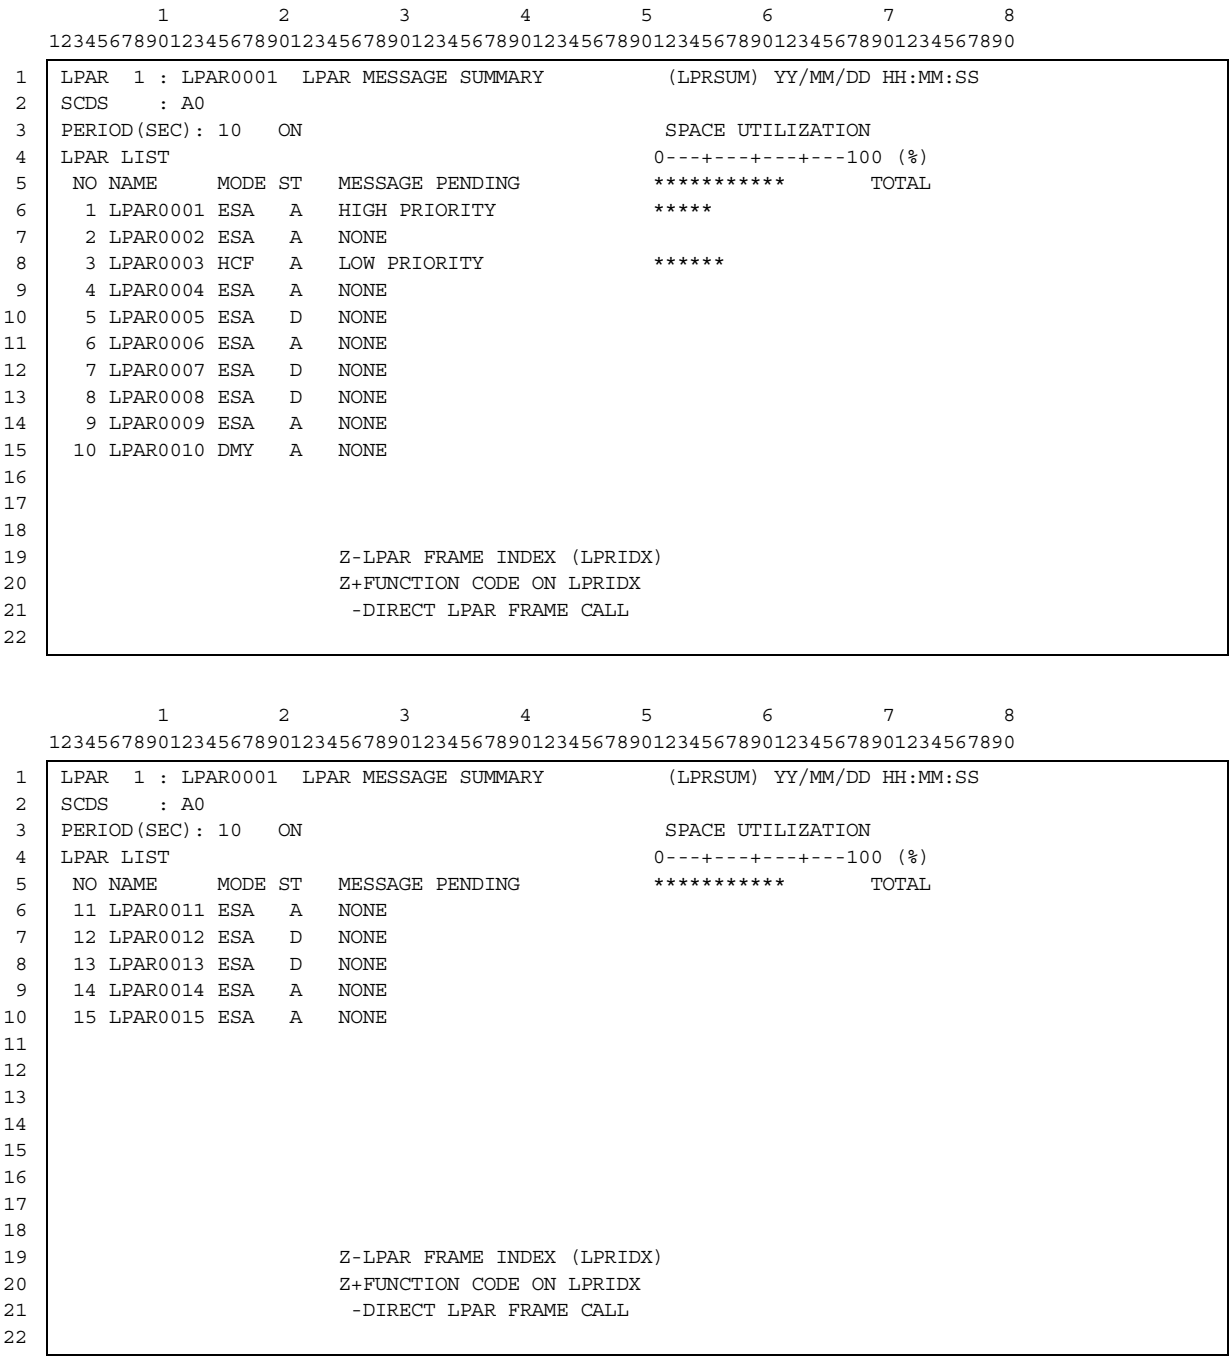 1         2         3         4         5         6         7         8
12345678901234567890123456789012345678901234567890123456789012345678901234567890
1 LPAR  1 : LPAR0001  LPAR MESSAGE SUMMARY          (LPRSUM) YY/MM/DD HH:MM:SS
2 SCDS    : A0
3 PERIOD(SEC): 10   ON                              SPACE UTILIZATION
4 LPAR LIST                                        0---+---+---+---100 (%)
5  NO NAME     MODE ST   MESSAGE PENDING           ***********       TOTAL
6   1 LPAR0001 ESA   A   HIGH PRIORITY             *****
7   2 LPAR0002 ESA   A   NONE
8   3 LPAR0003 HCF   A   LOW PRIORITY              ******
9   4 LPAR0004 ESA   A   NONE
10   5 LPAR0005 ESA   D   NONE
11   6 LPAR0006 ESA   A   NONE
12   7 LPAR0007 ESA   D   NONE
13   8 LPAR0008 ESA   D   NONE
14   9 LPAR0009 ESA   A   NONE
15  10 LPAR0010 DMY   A   NONE
16
17
18
19                       Z-LPAR FRAME INDEX (LPRIDX)
20                       Z+FUNCTION CODE ON LPRIDX
21                        -DIRECT LPAR FRAME CALL
22
         1         2         3         4         5         6         7         8
12345678901234567890123456789012345678901234567890123456789012345678901234567890
1 LPAR  1 : LPAR0001  LPAR MESSAGE SUMMARY          (LPRSUM) YY/MM/DD HH:MM:SS
2 SCDS    : A0
3 PERIOD(SEC): 10   ON                              SPACE UTILIZATION
4 LPAR LIST                                        0---+---+---+---100 (%)
5  NO NAME     MODE ST   MESSAGE PENDING           ***********       TOTAL
6  11 LPAR0011 ESA   A   NONE
7  12 LPAR0012 ESA   D   NONE
8  13 LPAR0013 ESA   D   NONE
9  14 LPAR0014 ESA   A   NONE
10  15 LPAR0015 ESA   A   NONE
11
12
13
14
15
16
17
18
19                       Z-LPAR FRAME INDEX (LPRIDX)
20                       Z+FUNCTION CODE ON LPRIDX
21                        -DIRECT LPAR FRAME CALL
22